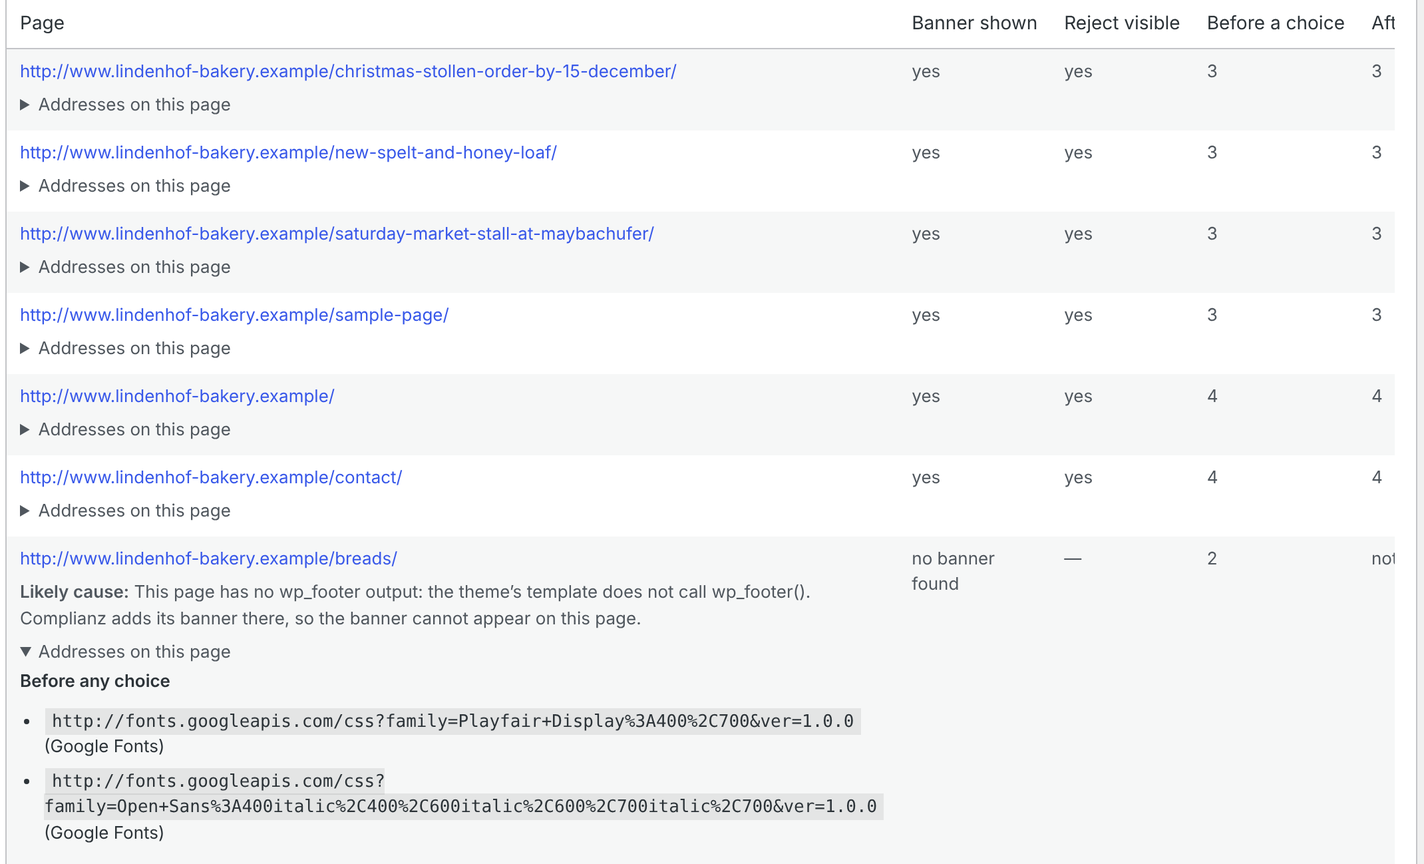 Page Banner shown Reject visible Before a choice Aft
http://www.lindenhof-bakery.example/christmas-stollen-order-by-15-december/ yes yes 3 3
▶ Addresses on this page
http://www.lindenhof-bakery.example/new-spelt-and-honey-loaf/ yes yes 3 3
▶ Addresses on this page
http://www.lindenhof-bakery.example/saturday-market-stall-at-maybachufer/ yes yes 3 3
▶ Addresses on this page
http://www.lindenhof-bakery.example/sample-page/ yes yes 3 3
▶ Addresses on this page
http://www.lindenhof-bakery.example/ yes yes 4 4
▶ Addresses on this page
http://www.lindenhof-bakery.example/contact/ yes yes 4 4
▶ Addresses on this page
http://www.lindenhof-bakery.example/breads/ no banner found — 2 not
Likely cause: This page has no wp_footer output: the theme’s template does not call wp_footer().
Complianz adds its banner there, so the banner cannot appear on this page.
▼ Addresses on this page
Before any choice
• http://fonts.googleapis.com/css?family=Playfair+Display%3A400%2C700&ver=1.0.0
(Google Fonts)
• http://fonts.googleapis.com/css?
family=Open+Sans%3A400italic%2C400%2C600italic%2C600%2C700italic%2C700&ver=1.0.0
(Google Fonts)